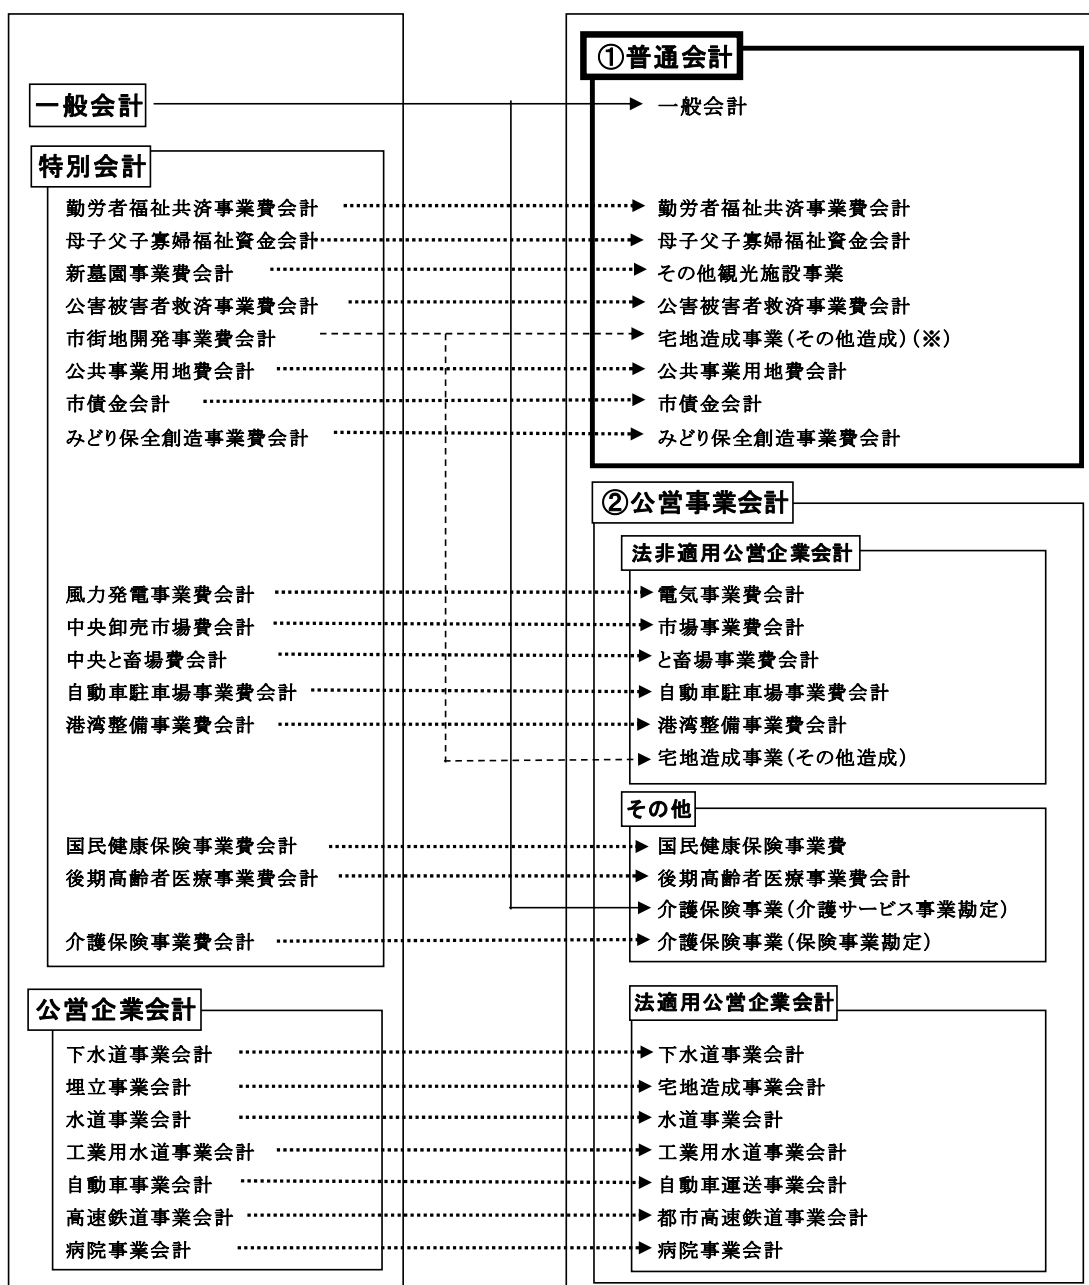 ①普通会計
一般会計
一般会計
特別会計
勤労者福祉共済事業費会計
勤労者福祉共済事業費会計
母子父子寡婦福祉資金会計
母子父子寡婦福祉資金会計
新墓園事業費会計
その他観光施設事業
公害被害者救済事業費会計
公害被害者救済事業費会計
市街地開発事業費会計
宅地造成事業(その他造成)(※)
公共事業用地費会計
公共事業用地費会計
市債金会計
市債金会計
みどり保全創造事業費会計
みどり保全創造事業費会計
②公営事業会計
法非適用公営企業会計
風力発電事業費会計
電気事業費会計
中央卸売市場費会計
市場事業費会計
中央と畜場費会計
と畜場事業費会計
自動車駐車場事業費会計
自動車駐車場事業費会計
港湾整備事業費会計
港湾整備事業費会計
宅地造成事業(その他造成)
その他
国民健康保険事業費会計
国民健康保険事業費
後期高齢者医療事業費会計
後期高齢者医療事業費会計
介護保険事業(介護サービス事業勘定)
介護保険事業費会計
介護保険事業(保険事業勘定)
公営企業会計
法適用公営企業会計
下水道事業会計
下水道事業会計
埋立事業会計
宅地造成事業会計
水道事業会計
水道事業会計
工業用水道事業会計
工業用水道事業会計
自動車事業会計
自動車運送事業会計
高速鉄道事業会計
都市高速鉄道事業会計
病院事業会計
病院事業会計